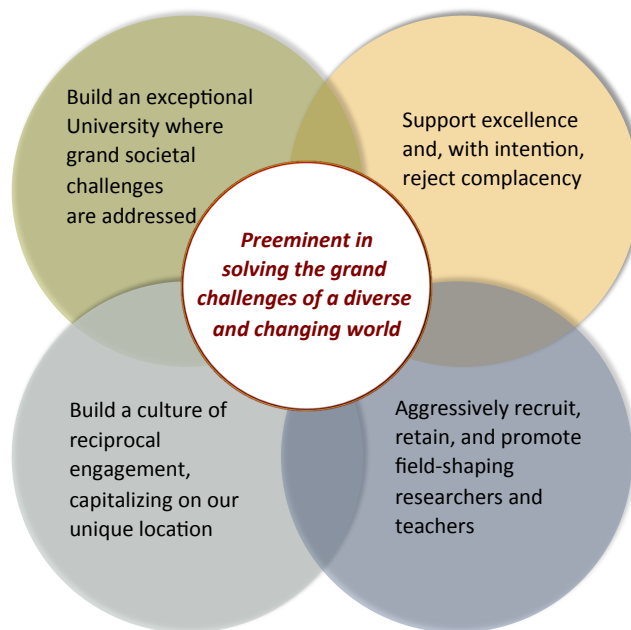 Build an exceptional
University where
grand societal
challenges
are addressed
Support excellence
and, with intention,
reject complacency
Preeminent in
solving the grand
challenges of a diverse
and changing world
Build a culture of
reciprocal
engagement,
capitalizing on our
unique location
Aggressively recruit,
retain, and promote
field-shaping
researchers and
teachers